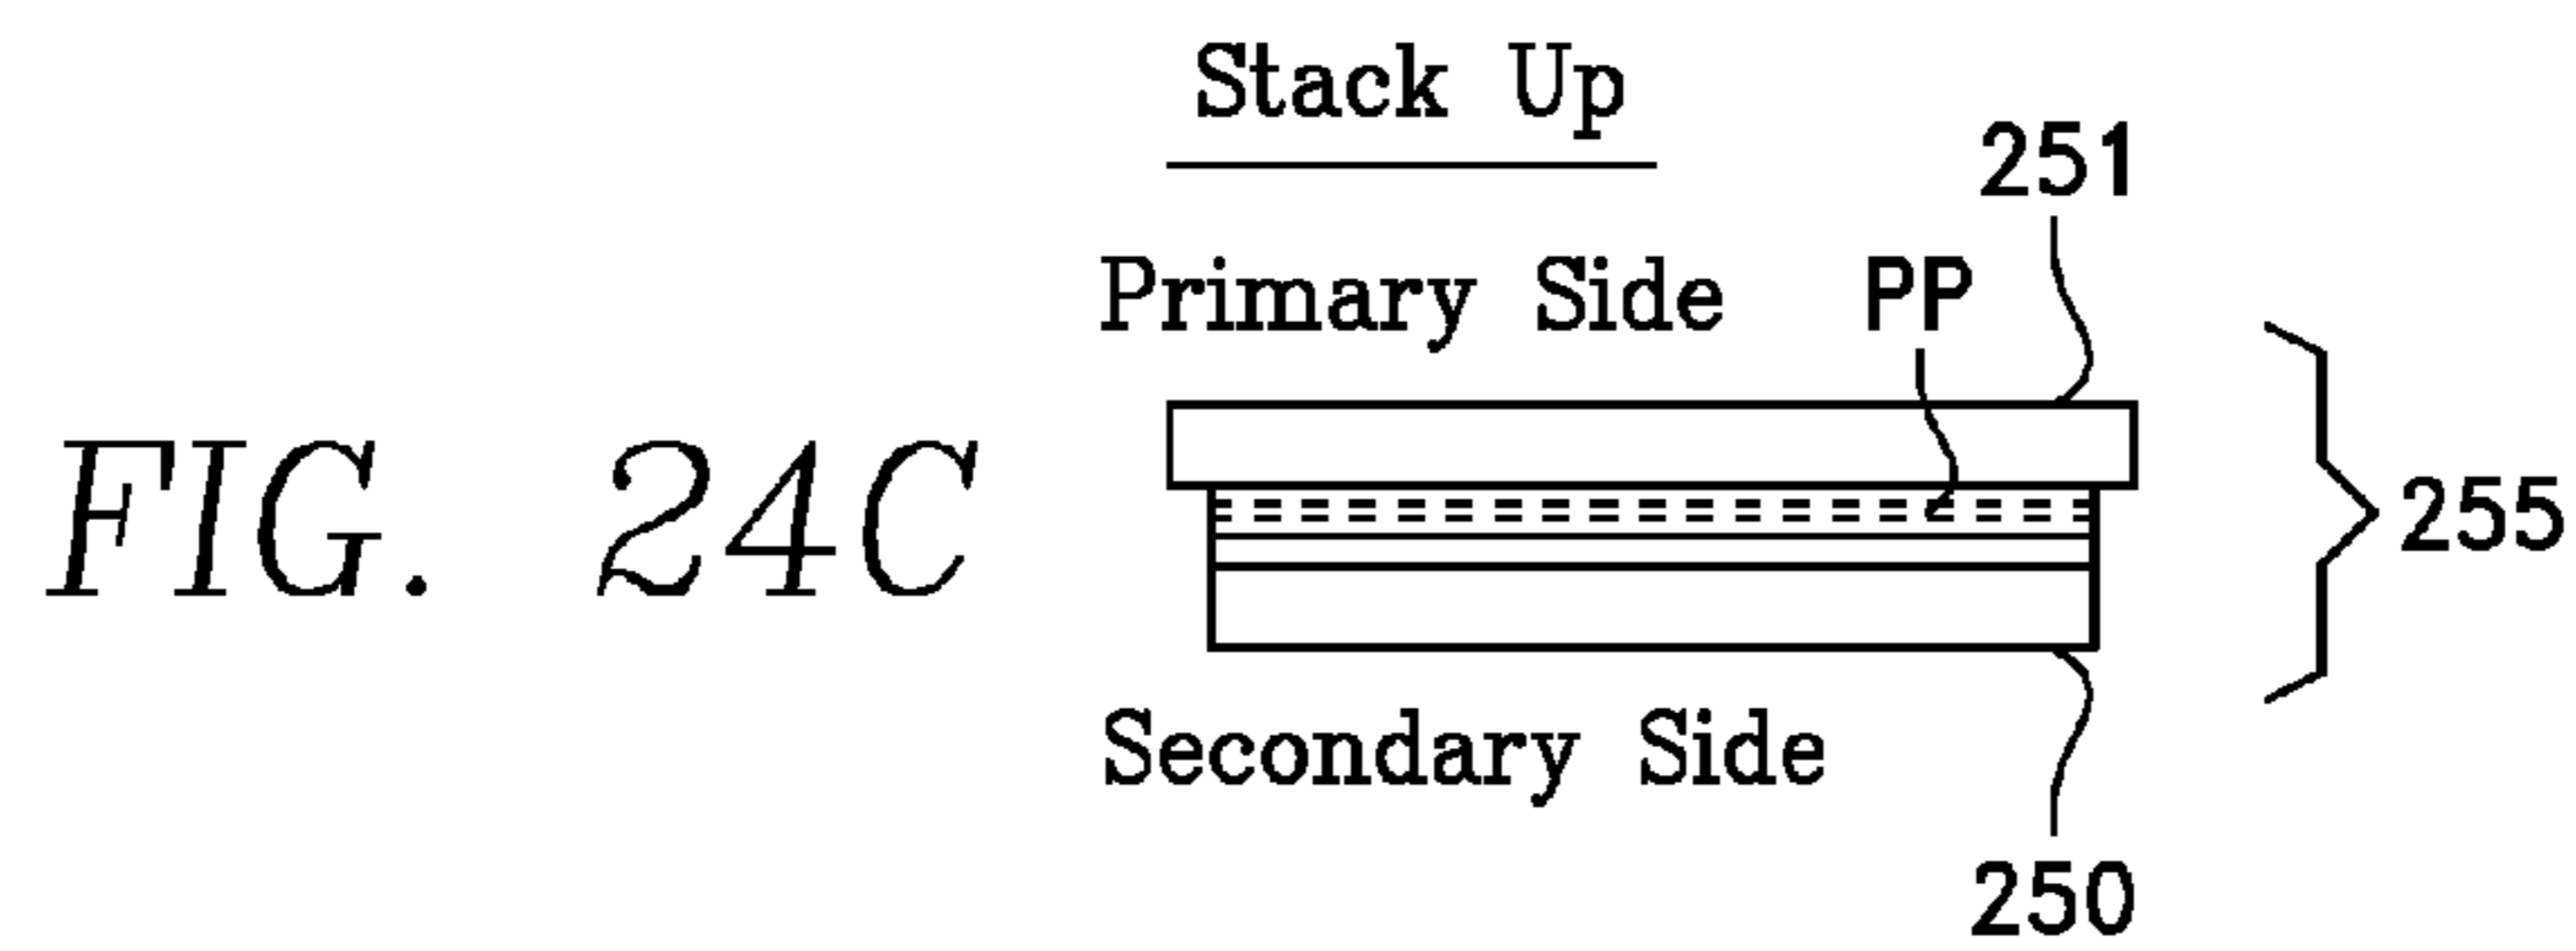 Stack Up
251
Primary Side PP
FIG. 24C
255
Secondary Side
250